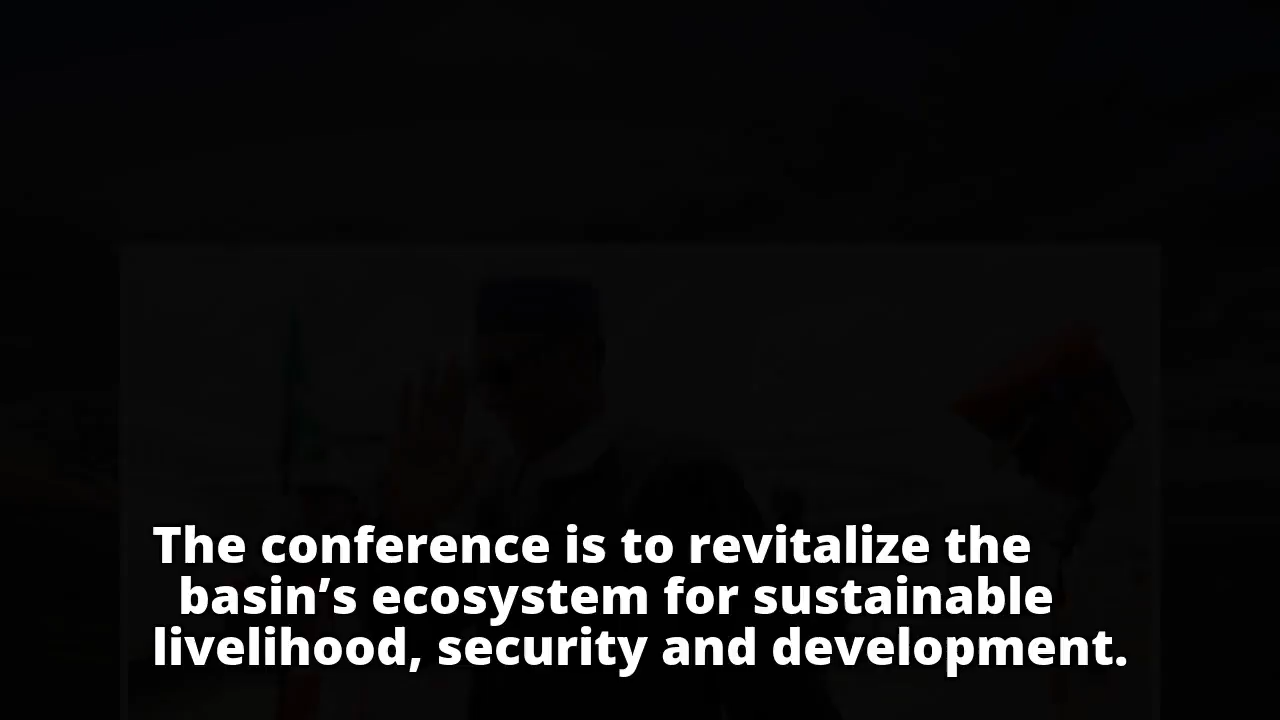 The conference is to revitalize the
basin’s ecosystem for sustainable
livelihood, security and development.